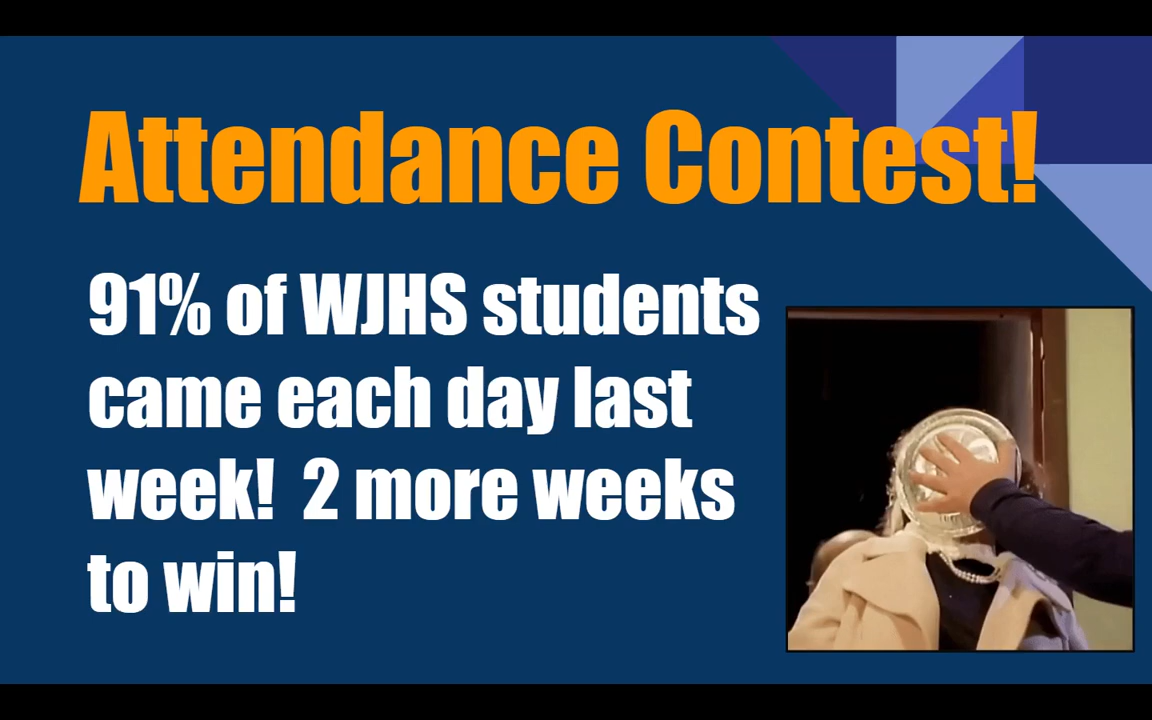 Attendance Contest!
91% of WJHS students
came each day last
week!  2 more weeks
to win!